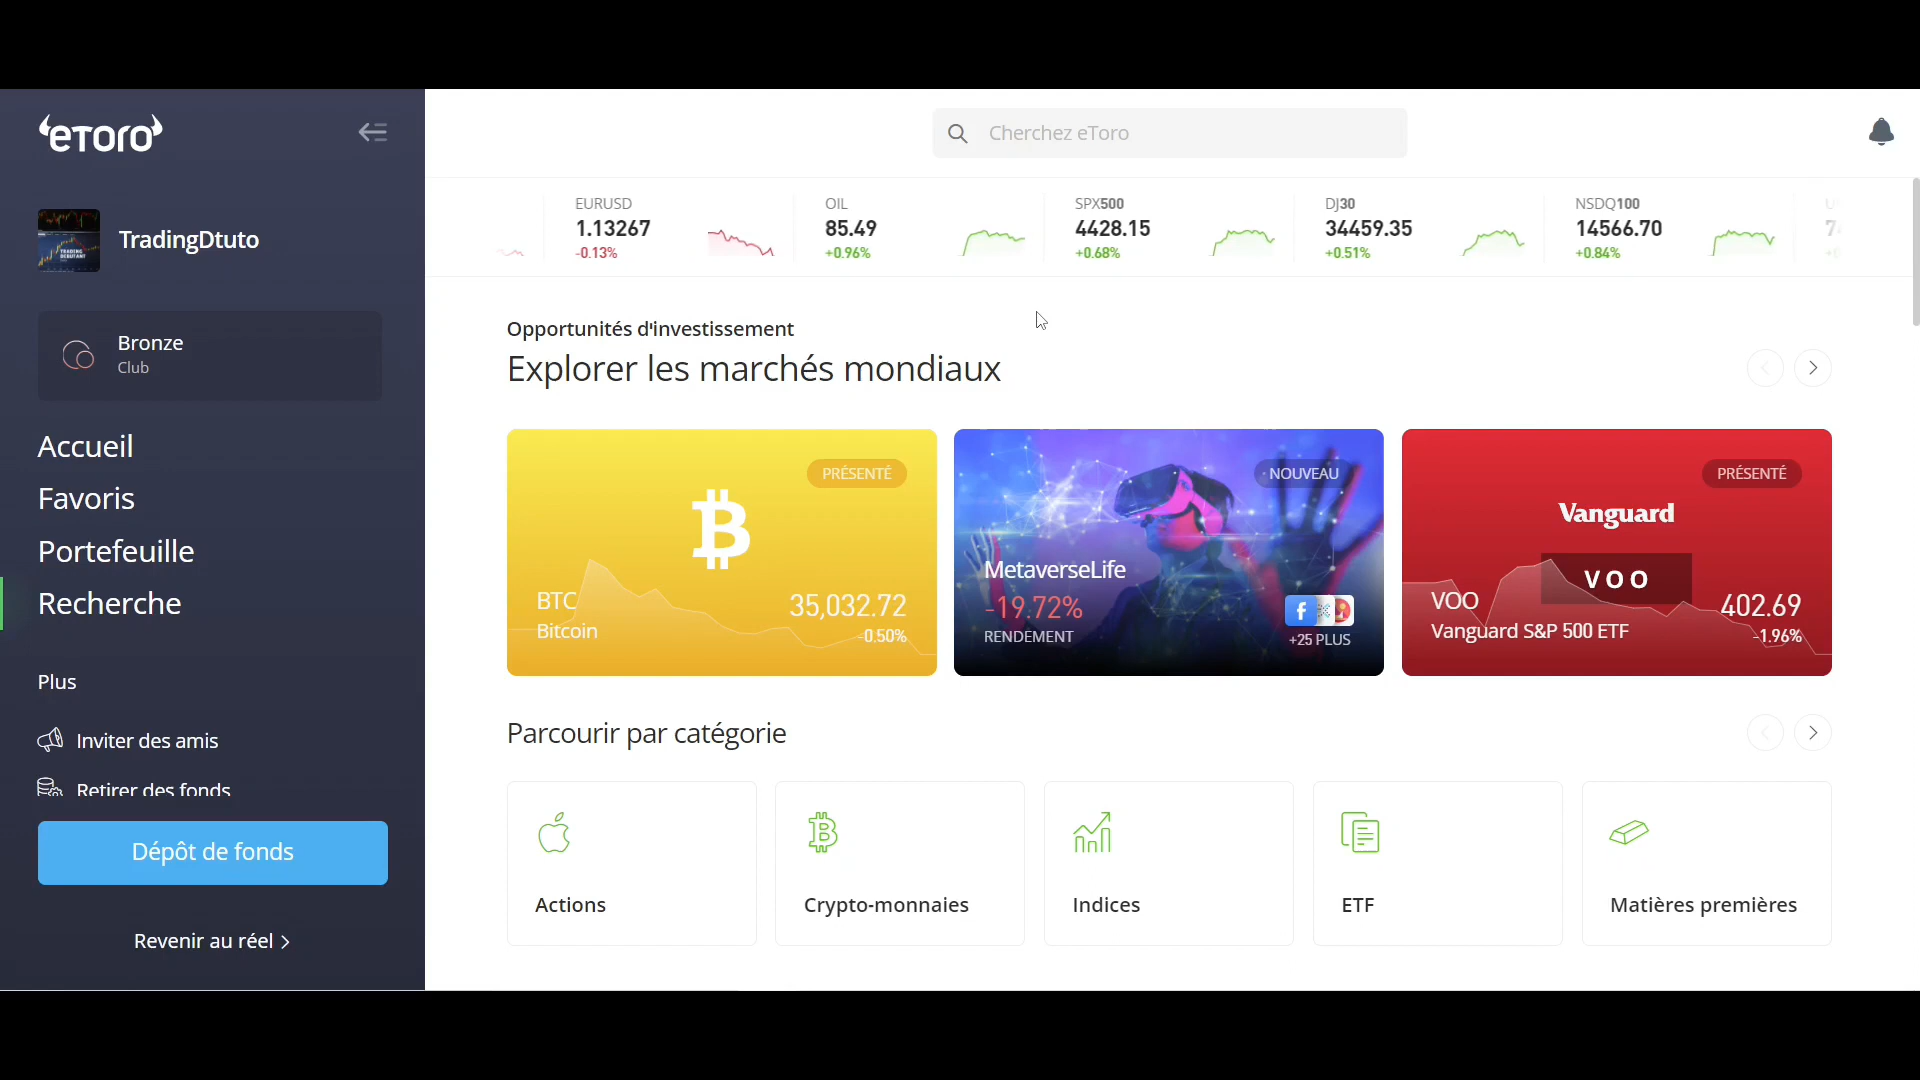 eToro
Cherchez eToro
TradingDtuto
Bronze
Club
Accueil
Favoris
Portefeuille
Recherche
Plus
Inviter des amis
Retirer des fonds
Dépôt de fonds
Revenir au réel
EURUSD
1.13267
-0.13%
OIL
85.49
+0.96%
SPX500
4428.15
+0.68%
DJ30
34459.35
+0.51%
NSDQ100
14566.70
+0.84%
Opportunités d'investissement
Explorer les marchés mondiaux
PRÉSENTÉ
BTC
Bitcoin
35,032.72
-0.50%
NOUVEAU
MetaverseLife
-19.72%
RENDEMENT
+25 PLUS
PRÉSENTÉ
Vanguard
VOO
VOO
Vanguard S&P 500 ETF
402.69
-1.96%
Parcourir par catégorie
Actions
Crypto-monnaies
Indices
ETF
Matières premières